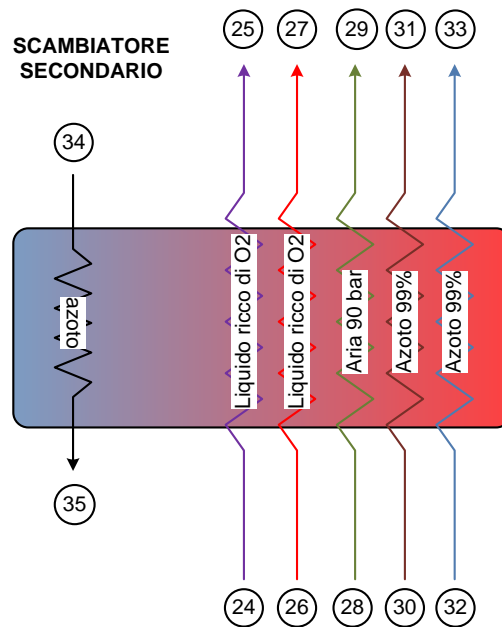 25 27 29 31 33
SCAMBIATORE
SECONDARIO
34
azoto
Liquido ricco di O2
Liquido ricco di O2
Aria 90 bar
Azoto 99%
Azoto 99%
35
24 26 28 30 32